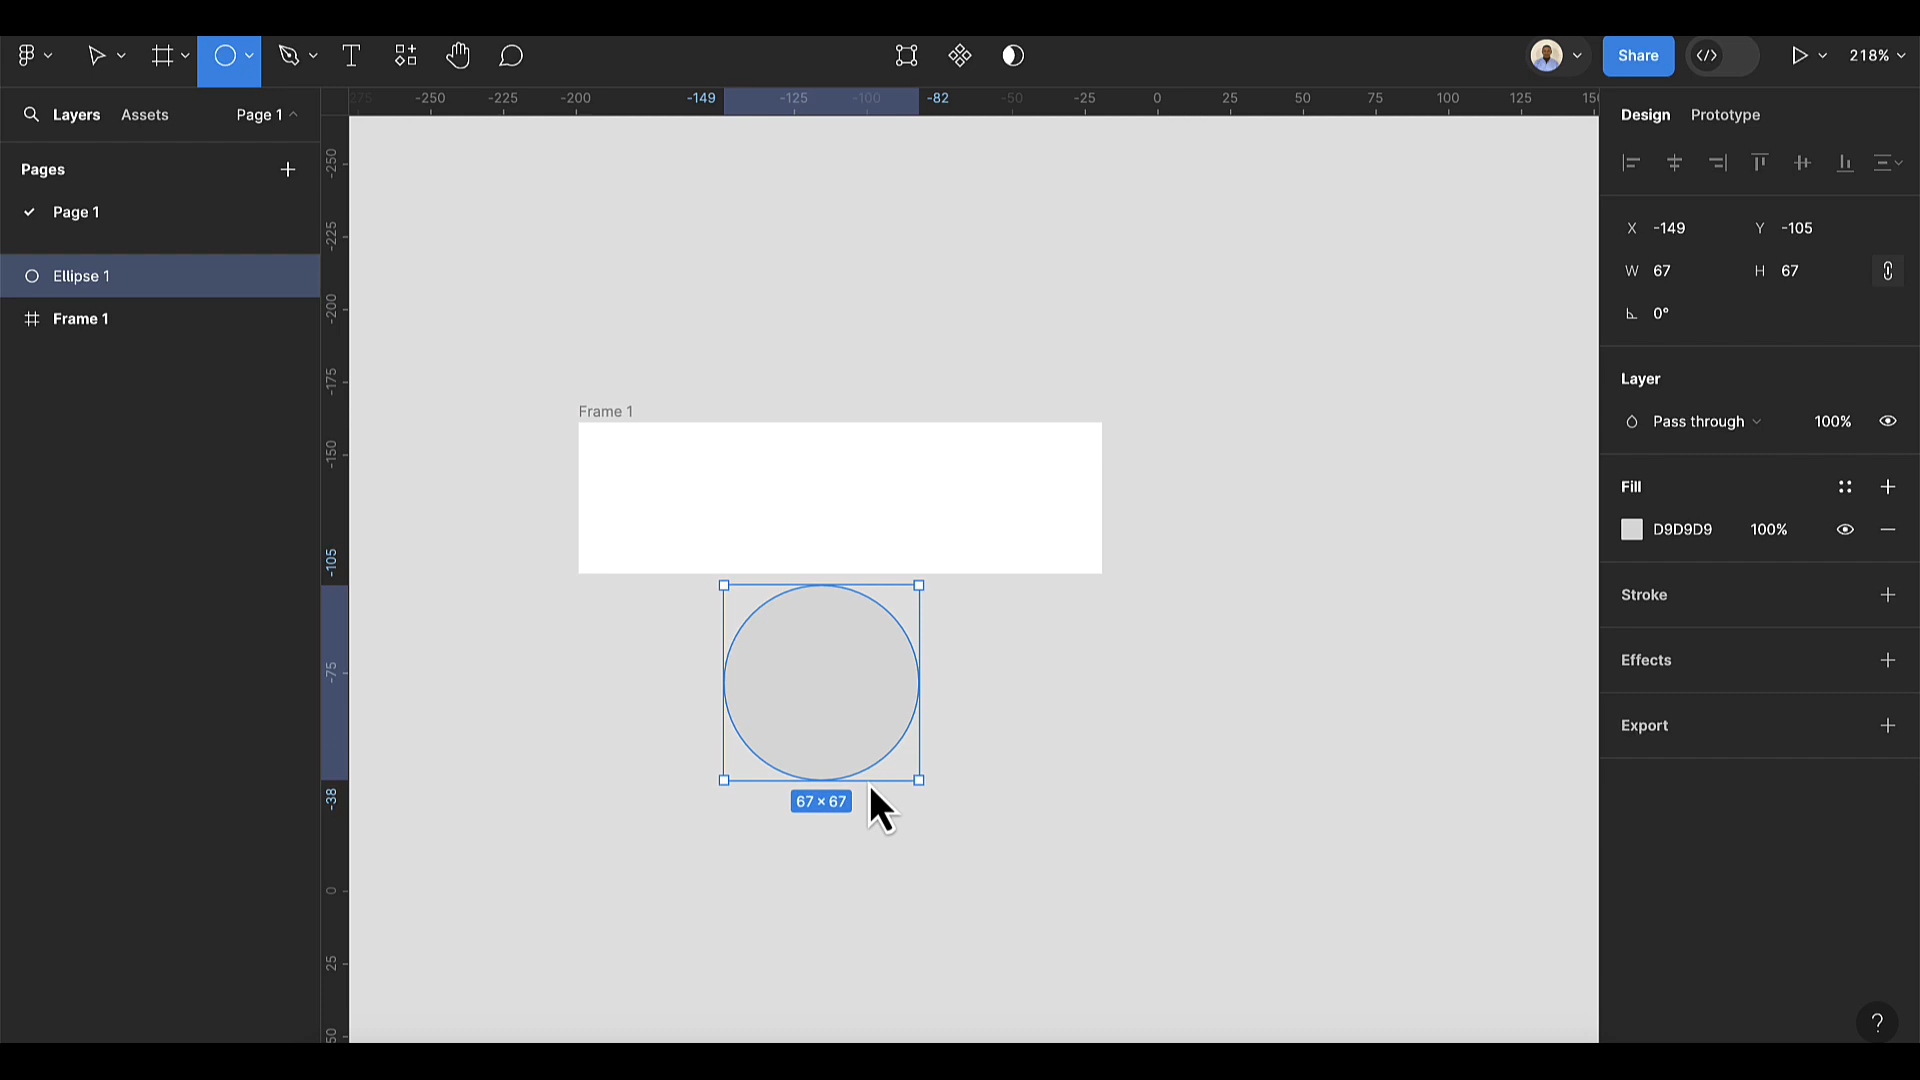 Share
</>
218%
Layers Assets Page 1
Pages
Page 1
Ellipse 1
Frame 1
-275 -250 -225 -200 -149 -125 -100 -82 -50 -25 0 25 50 75 100 125
-250
-225
-200
-175
-150
-105
-75
-38
0
25
Frame 1
67 × 67
Design Prototype
X -149 Y -105
W 67 H 67
0°
Layer
Pass through 100%
Fill
D9D9D9 100%
Stroke
Effects
Export
?